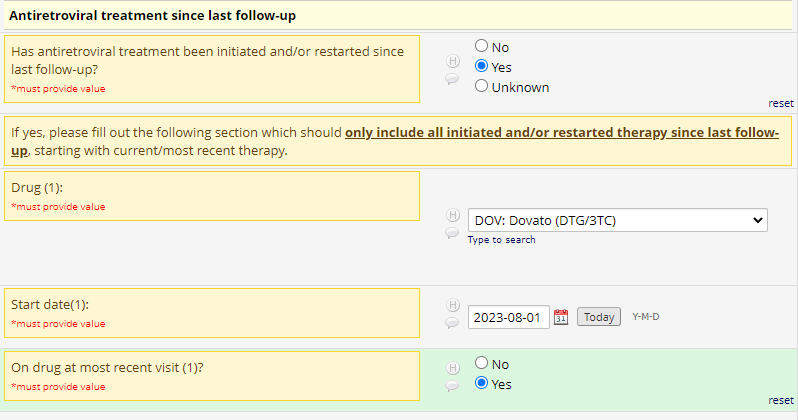 Antiretroviral treatment since last follow-up
Has antiretroviral treatment been initiated and/or restarted since
last follow-up?
*must provide value
H
No
Yes
Unknown
reset
If yes, please fill out the following section which should only include all initiated and/or restarted therapy since last follow-
up, starting with current/most recent therapy.
Drug (1):
*must provide value
H
DOV: Dovato (DTG/3TC)
Type to search
Start date(1):
*must provide value
H
2023-08-01
31
Today
Y-M-D
On drug at most recent visit (1)?
*must provide value
H
No
Yes
reset